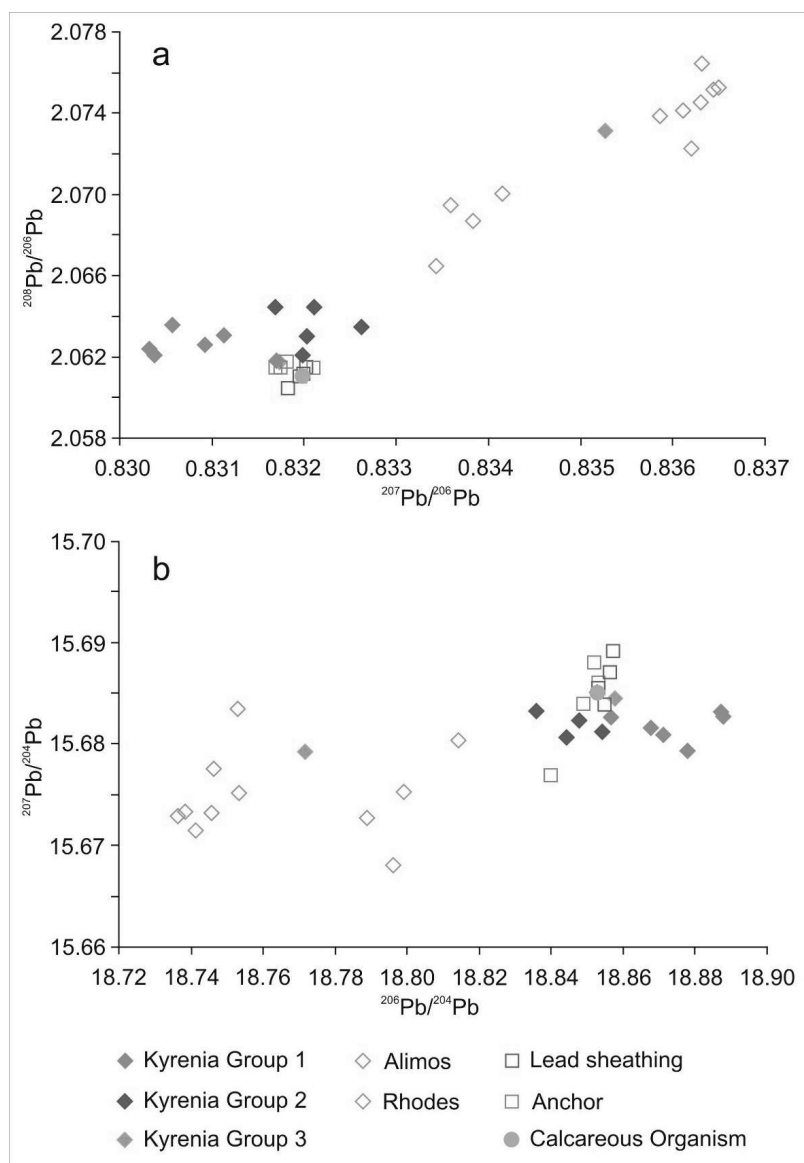 2.078
a
2.074
2.070
2.066
2.062
2.058
²⁰⁸Pb/²⁰⁶Pb
0.830 0.831 0.832 0.833 0.834 0.835 0.836 0.837
²⁰⁷Pb/²⁰⁶Pb
15.70
b
15.69
15.68
15.67
15.66
²⁰⁷Pb/²⁰⁴Pb
18.72 18.74 18.76 18.78 18.80 18.82 18.84 18.86 18.88 18.90
²⁰⁶Pb/²⁰⁴Pb
Kyrenia Group 1 Alimos Lead sheathing
Kyrenia Group 2 Rhodes Anchor
Kyrenia Group 3 Calcareous Organism